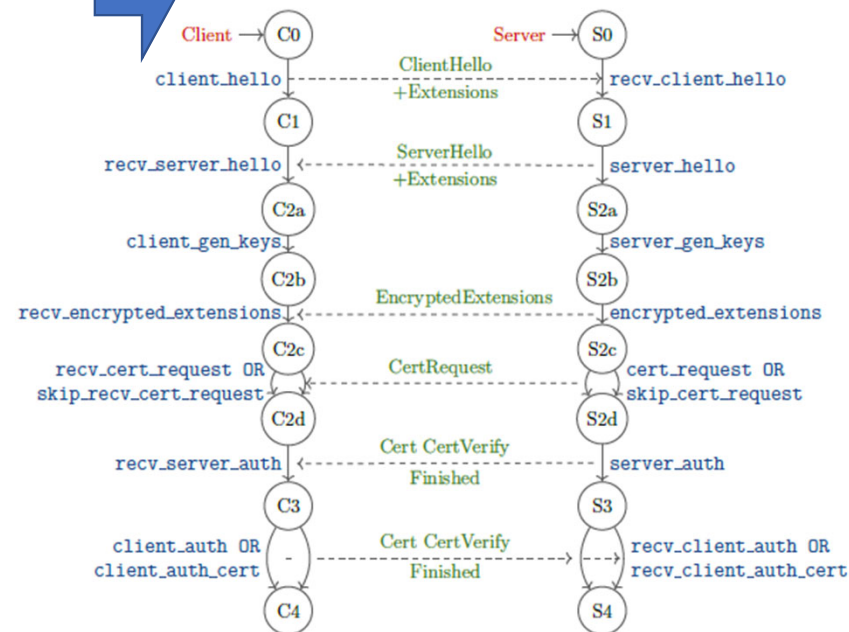 Client C0 Server S0
client_hello ClientHello recv_client_hello
+Extensions
C1 S1
recv_server_hello ServerHello server_hello
+Extensions
C2a S2a
client_gen_keys server_gen_keys
C2b S2b
recv_encrypted_extensions EncryptedExtensions encrypted_extensions
C2c S2c
recv_cert_request OR CertRequest cert_request OR
skip_recv_cert_request skip_cert_request
C2d S2d
recv_server_auth Cert CertVerify server_auth
Finished
C3 S3
client_auth OR Cert CertVerify recv_client_auth OR
client_auth_cert Finished recv_client_auth_cert
C4 S4